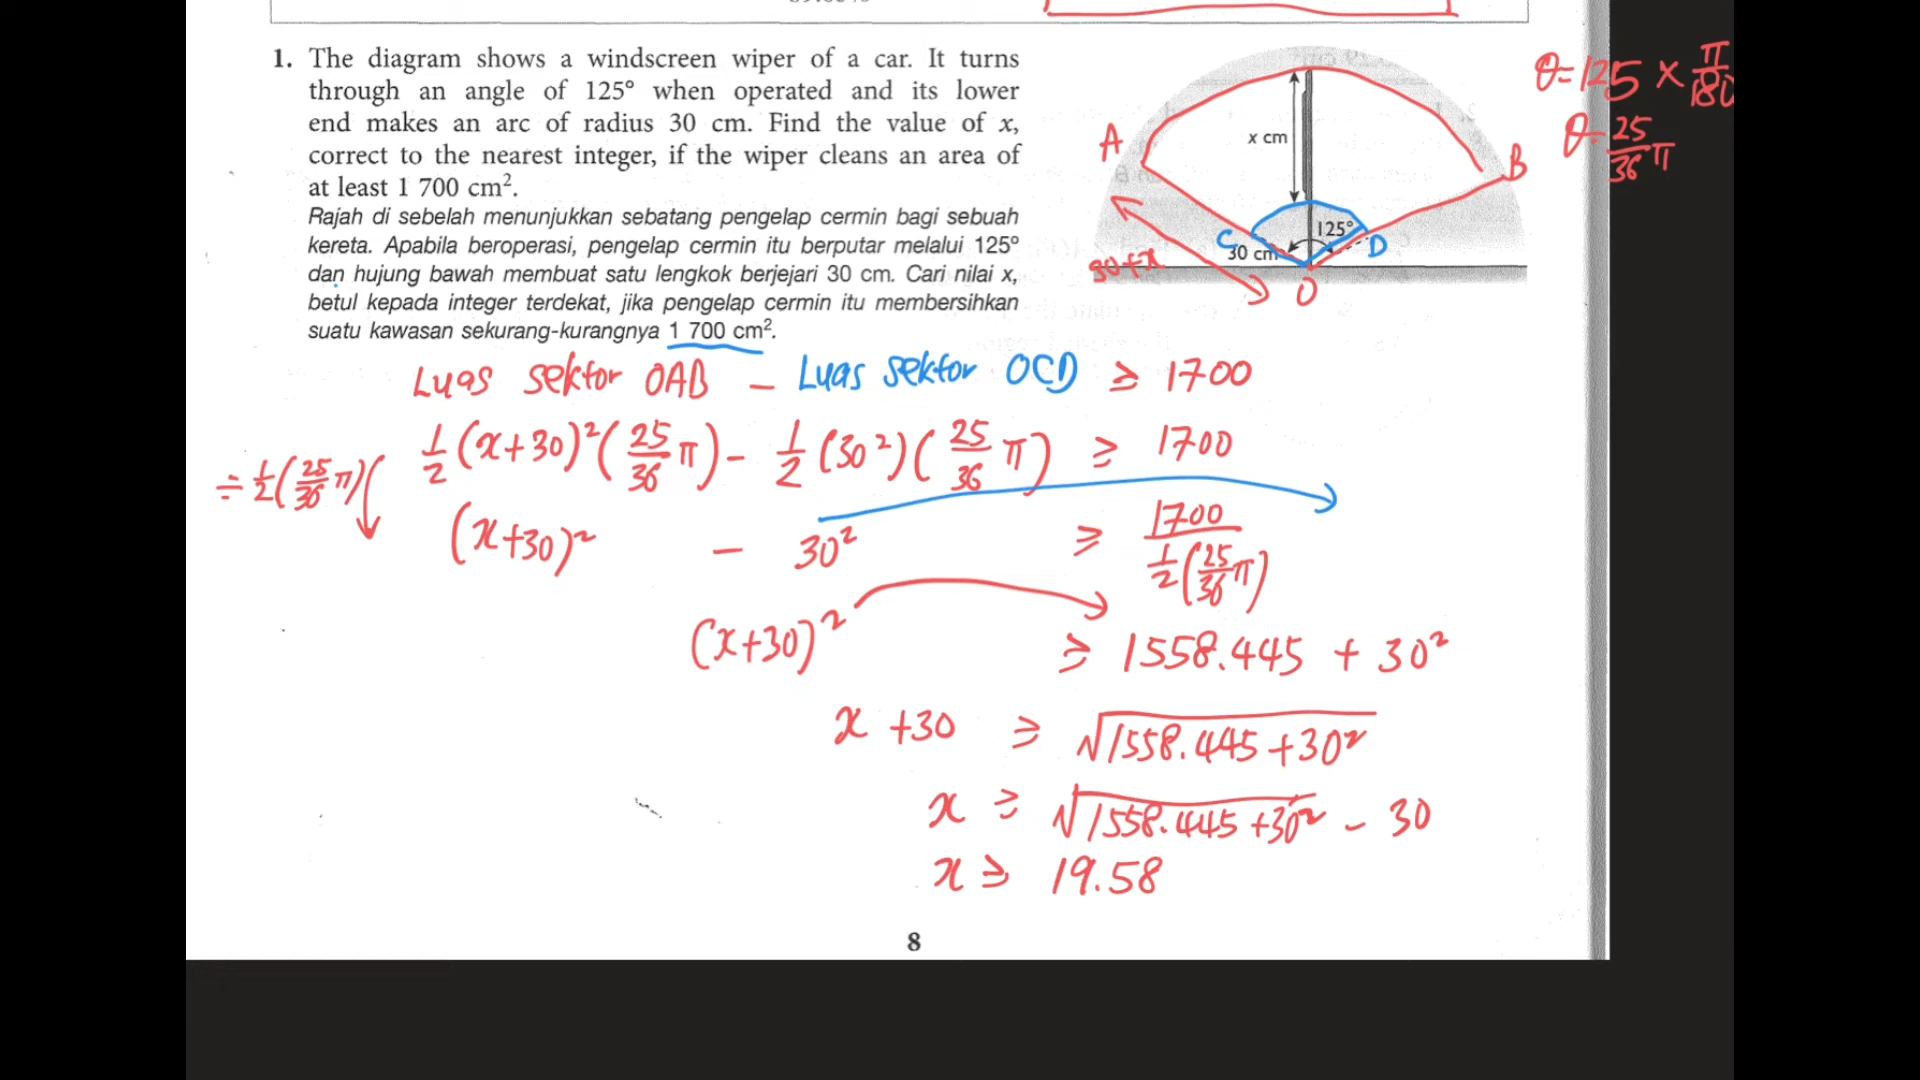 1. The diagram shows a windscreen wiper of a car. It turns
through an angle of 125° when operated and its lower
end makes an arc of radius 30 cm. Find the value of x,
correct to the nearest integer, if the wiper cleans an area of
at least 1 700 cm².
Rajah di sebelah menunjukkan sebatang pengelap cermin bagi sebuah
kereta. Apabila beroperasi, pengelap cermin itu berputar melalui 125°
dan hujung bawah membuat satu lengkok berjejari 30 cm. Cari nilai x,
betul kepada integer terdekat, jika pengelap cermin itu membersihkan
suatu kawasan sekurang-kurangnya 1 700 cm².
A
x cm
B
C
125°
D
30 cm
30+x
O
θ=125 × π/180
θ=25/36 π
Luas sektor OAB − Luas sektor OCD ≥ 1700
½(x+30)²(25/36 π) − ½(30²)(25/36 π) ≥ 1700
÷ ½(25/36 π)
(x+30)² − 30² ≥ 1700/½(25/36 π)
(x+30)² ≥ 1558.445 + 30²
x +30 ≥ √1558.445 +30²
x ≥ √1558.445 +30² − 30
x ≥ 19.58
8